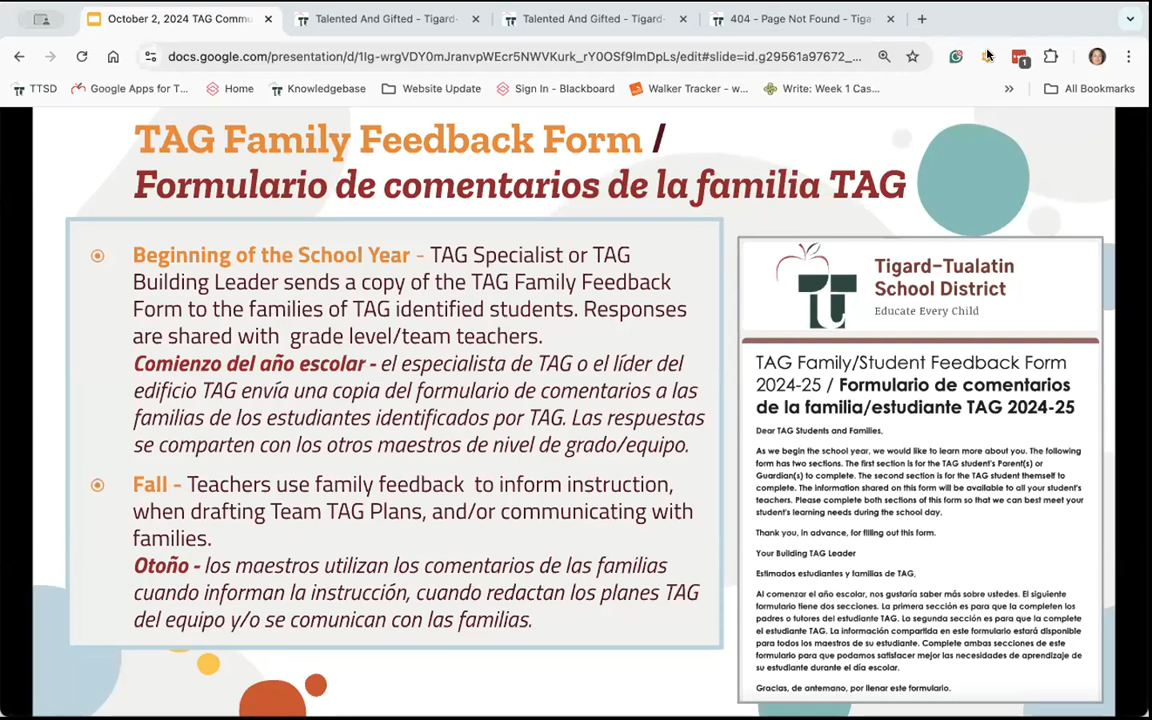 October 2, 2024 TAG Commu
Talented And Gifted - Tigard-
Talented And Gifted - Tigard-
404 - Page Not Found - Tiga
docs.google.com/presentation/d/1Ig-wrgVDY0mJranvpWEcr5NWVKurk_rY0OSf9lmDpLs/edit#slide=id.g29561a97672_...
1
TTSD
Google Apps for T...
Home
Knowledgebase
Website Update
Sign In - Blackboard
Walker Tracker - w...
Write: Week 1 Cas...
All Bookmarks
TAG Family Feedback Form /
Formulario de comentarios de la familia TAG
Beginning of the School Year - TAG Specialist or TAG
Building Leader sends a copy of the TAG Family Feedback
Form to the families of TAG identified students. Responses
are shared with grade level/team teachers.
Comienzo del año escolar - el especialista de TAG o el líder del
edificio TAG envía una copia del formulario de comentarios a las
familias de los estudiantes identificados por TAG. Las respuestas
se comparten con los otros maestros de nivel de grado/equipo.
Fall - Teachers use family feedback to inform instruction,
when drafting Team TAG Plans, and/or communicating with
families.
Otoño - los maestros utilizan los comentarios de las familias
cuando informan la instrucción, cuando redactan los planes TAG
del equipo y/o se comunican con las familias.
Tigard-Tualatin
School District
Educate Every Child
TAG Family/Student Feedback Form
2024-25 / Formulario de comentarios
de la familia/estudiante TAG 2024-25
Dear TAG Students and Families,
As we begin the school year, we would like to learn more about you. The following
form has two sections. The first section is for the TAG student's Parent(s) or
Guardian(s) to complete. The second section is for the TAG student themself to
complete. The information shared on this form will be available to all your student's
teachers. Please complete both sections of this form so that we can best meet your
student's learning needs during the school day.
Thank you, in advance, for filling out this form.
Your Building TAG Leader
Estimados estudiantes y familias de TAG,
Al comenzar el año escolar, nos gustaría saber más sobre ustedes. El siguiente
formulario tiene dos secciones. La primera sección es para que la completen los
padres o tutores del estudiante TAG. La segunda sección es para que la complete
el estudiante TAG. La información compartida en este formulario estará disponible
para todos los maestros de su estudiante. Complete ambas secciones de este
formulario para que podamos satisfacer mejor las necesidades de aprendizaje de
su estudiante durante el día escolar.
Gracias, de antemano, por llenar este formulario.